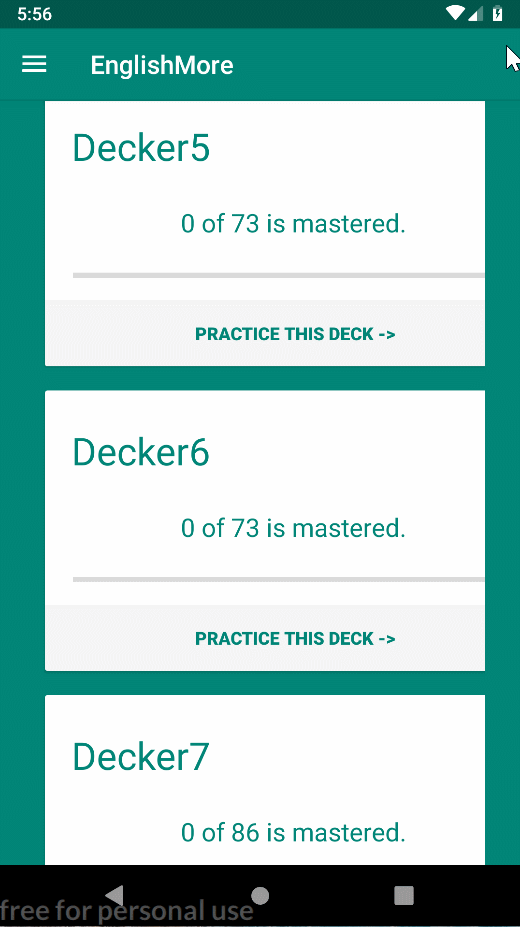 5:56
EnglishMore
Decker5
0 of 73 is mastered.
PRACTICE THIS DECK ->
Decker6
0 of 73 is mastered.
PRACTICE THIS DECK ->
Decker7
0 of 86 is mastered.
free for personal use